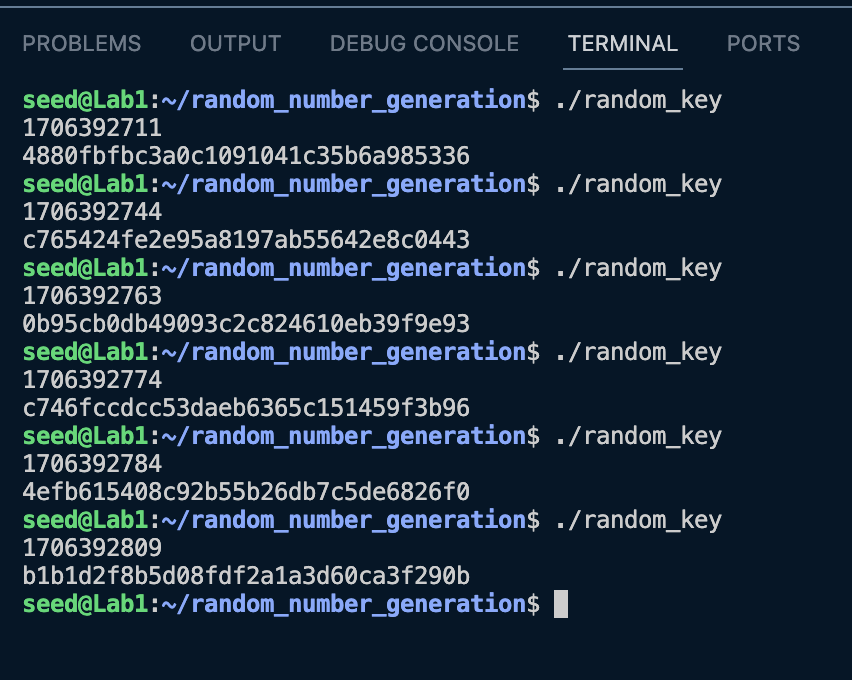 PROBLEMS OUTPUT DEBUG CONSOLE TERMINAL PORTS
seed@Lab1:~/random_number_generation$ ./random_key
1706392711
4880fbfbc3a0c1091041c35b6a985336
seed@Lab1:~/random_number_generation$ ./random_key
1706392744
c765424fe2e95a8197ab55642e8c0443
seed@Lab1:~/random_number_generation$ ./random_key
1706392763
0b95cb0db49093c2c824610eb39f9e93
seed@Lab1:~/random_number_generation$ ./random_key
1706392774
c746fccdcc53daeb6365c151459f3b96
seed@Lab1:~/random_number_generation$ ./random_key
1706392784
4efb615408c92b55b26db7c5de6826f0
seed@Lab1:~/random_number_generation$ ./random_key
1706392809
b1b1d2f8b5d08fdf2a1a3d60ca3f290b
seed@Lab1:~/random_number_generation$